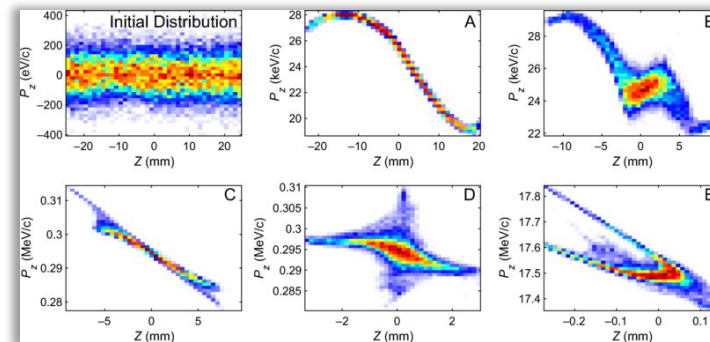 Initial Distribution
400
200
0
−200
−400
P_z (eV/c)
−20 −10 0 10 20
Z (mm)
A
28
26
24
22
20
P_z (keV/c)
−20 −10 0 10 20
Z (mm)
28
26
24
22
P_z (keV/c)
−10 −5 0 5
Z (mm)
C
0.31
0.3
0.29
0.28
P_z (MeV/c)
−5 0 5
Z (mm)
D
0.31
0.305
0.3
0.295
0.29
0.285
P_z (MeV/c)
−2 0 2
Z (mm)
E
17.8
17.7
17.6
17.5
17.4
P_z (MeV/c)
−0.2 −0.1 0 0.1
Z (mm)